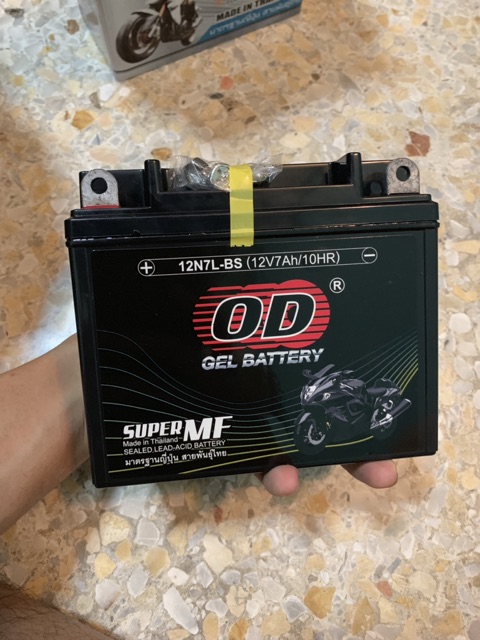 MADE IN THAILAND
+ 12N7L-BS (12V7Ah/10HR) −
OD ®
GEL BATTERY
SUPER MF
Made in Thailand
SEALED LEAD-ACID BATTERY
มาตรฐานญี่ปุ่น สายพันธุ์ไทย